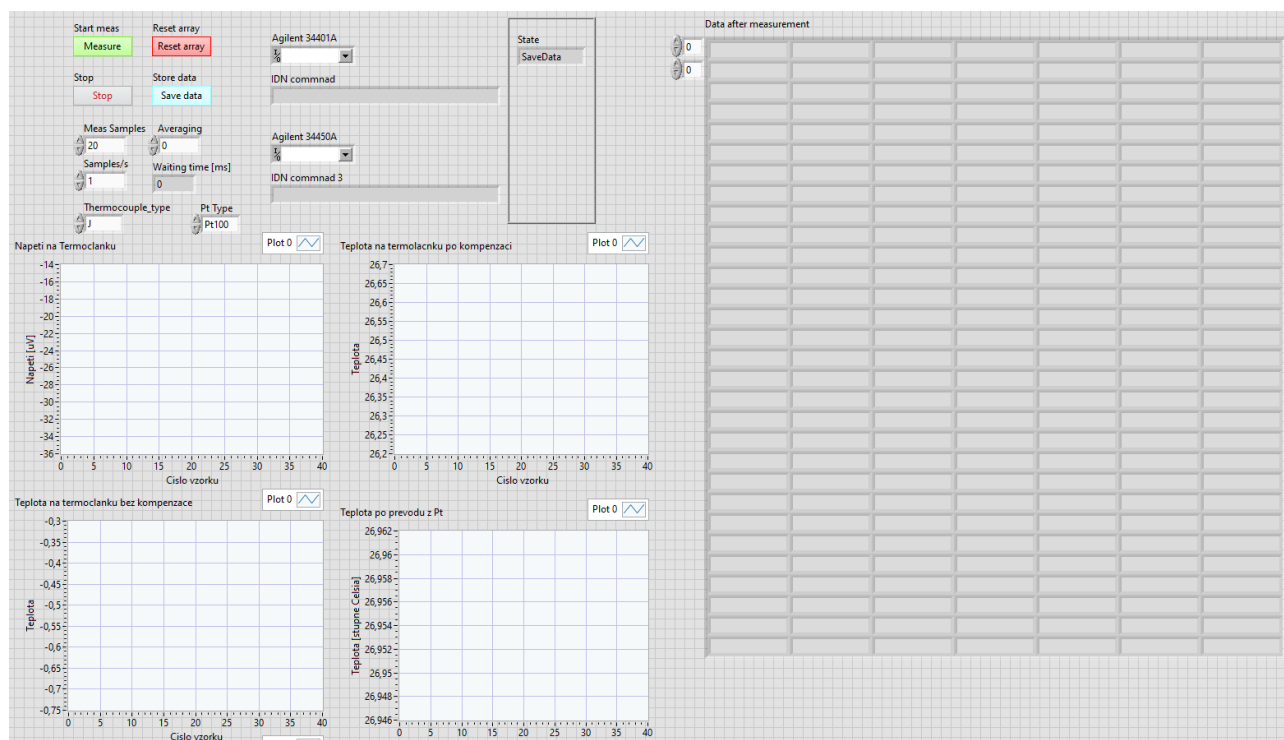 Start meas
Measure
Reset array
Reset array
Agilent 34401A
State
SaveData
Data after measurement
0
0
Stop
Stop
Store data
Save data
IDN commnad
Meas Samples
20
Averaging
0
Agilent 34450A
Samples/s
1
Waiting time [ms]
0
IDN commnad 3
Thermocouple_type
J
Pt Type
Pt100
Napeti na Termoclanku
Plot 0
-14
-16
-18
-20
-22
-24
-26
-28
-30
-32
-34
-36
Napeti [uV]
0 5 10 15 20 25 30 35 40
Cislo vzorku
Teplota na termolacnku po kompenzaci
Plot 0
26,7
26,65
26,6
26,55
26,5
26,45
26,4
26,35
26,3
26,25
26,2
Teplota
0 5 10 15 20 25 30 35 40
Cislo vzorku
Teplota na termoclanku bez kompenzace
Plot 0
-0,3
-0,35
-0,4
-0,45
-0,5
-0,55
-0,6
-0,65
-0,7
-0,75
Teplota
0 5 10 15 20 25 30 35 40
Cislo vzorku
Teplota po prevodu z Pt
Plot 0
26,962
26,96
26,958
26,956
26,954
26,952
26,95
26,948
26,946
Teplota [stupne Celsia]
0 5 10 15 20 25 30 35 40